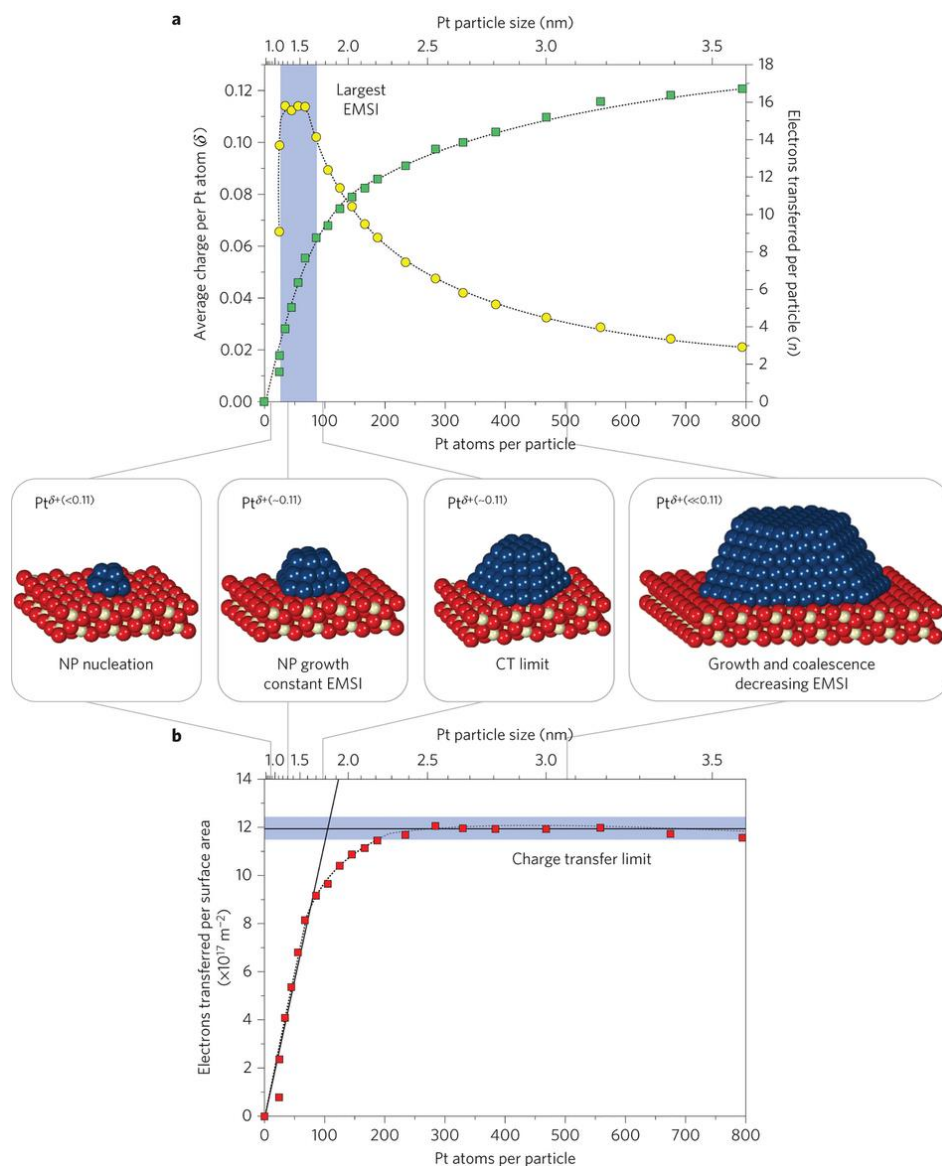 a
Pt particle size (nm)
1.0 1.5 2.0 2.5 3.0 3.5
Largest
EMSI
Average charge per Pt atom (δ)
0.12
0.10
0.08
0.06
0.04
0.02
0.00
Electrons transferred per particle (n)
18
16
14
12
10
8
6
4
2
0
0 100 200 300 400 500 600 700 800
Pt atoms per particle
Ptδ+(<0.11)
NP nucleation
Ptδ+(~0.11)
NP growth
constant EMSI
Ptδ+(~0.11)
CT limit
Ptδ+(≪0.11)
Growth and coalescence
decreasing EMSI
b
Pt particle size (nm)
1.0 1.5 2.0 2.5 3.0 3.5
Electrons transferred per surface area
(×10¹⁷ m⁻²)
14
12
10
8
6
4
2
0
Charge transfer limit
0 100 200 300 400 500 600 700 800
Pt atoms per particle